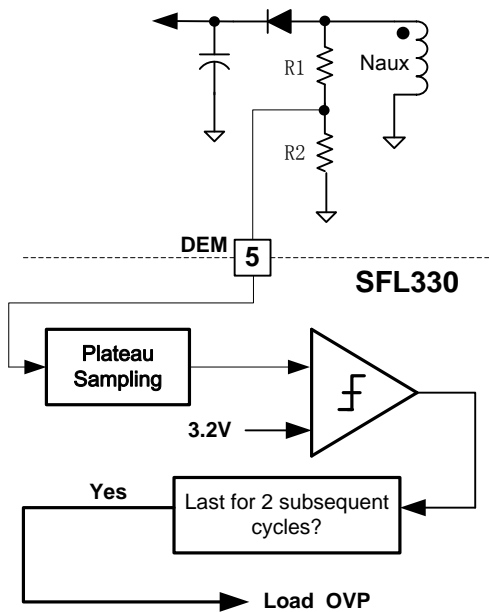 R1
Naux
R2
DEM
5
SFL330
Plateau
Sampling
3.2V
Yes
Last for 2 subsequent
cycles?
Load OVP